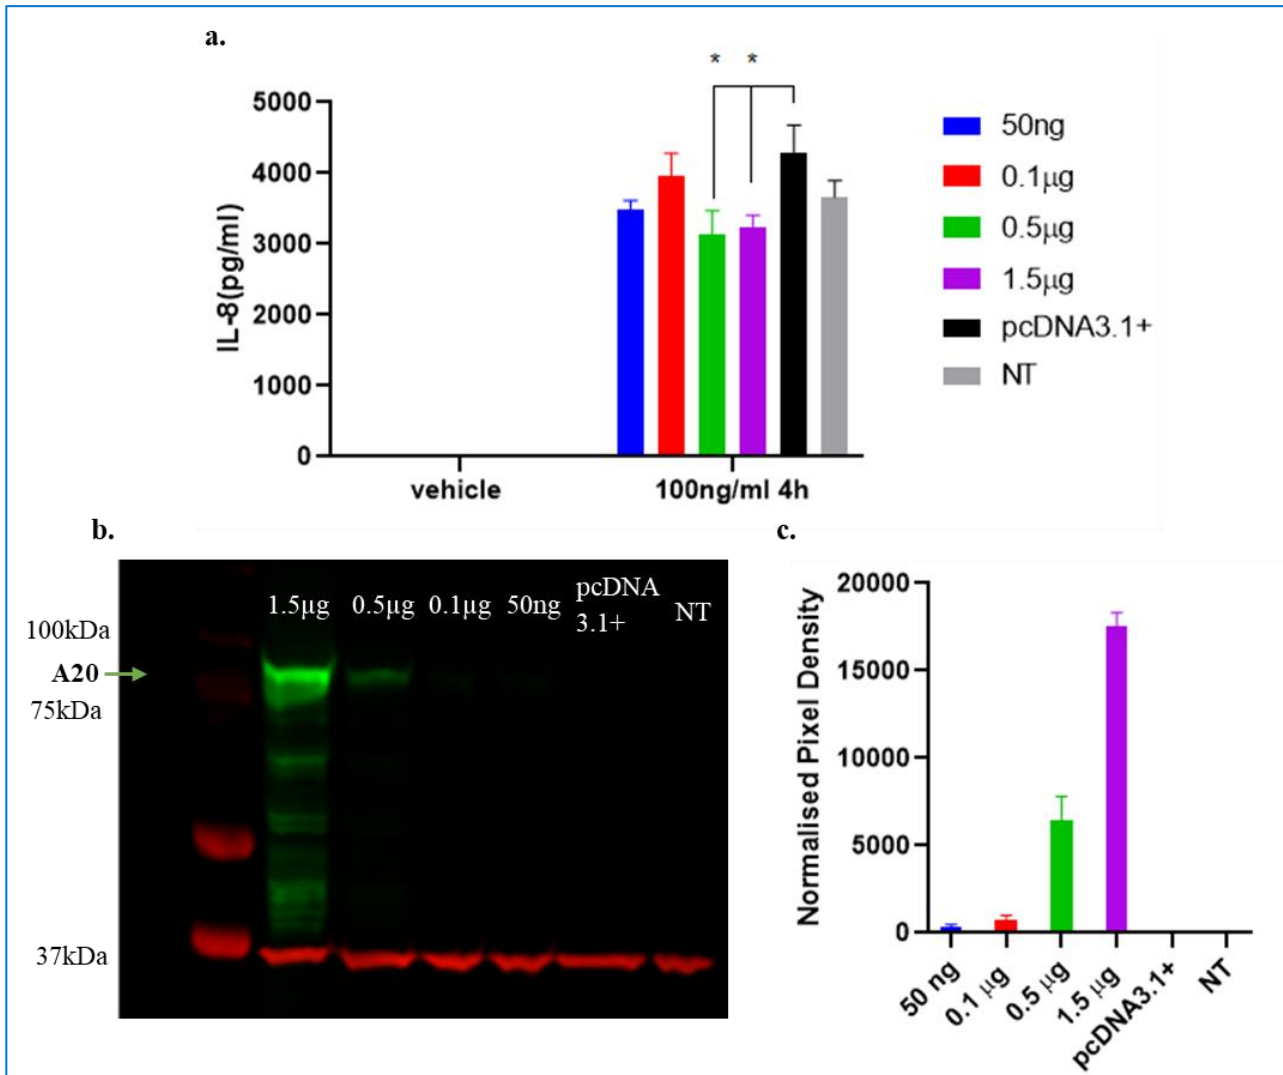 a.
* *
5000
4000
3000
2000
1000
0
IL-8(pg/ml)
vehicle
100ng/ml 4h
50ng
0.1µg
0.5µg
1.5µg
pcDNA3.1+
NT
b.
1.5µg 0.5µg 0.1µg 50ng pcDNA
3.1+ NT
100kDa
A20
75kDa
37kDa
c.
20000
15000
10000
5000
0
Normalised Pixel Density
50 ng
0.1 µg
0.5 µg
1.5 µg
pcDNA3.1+
NT